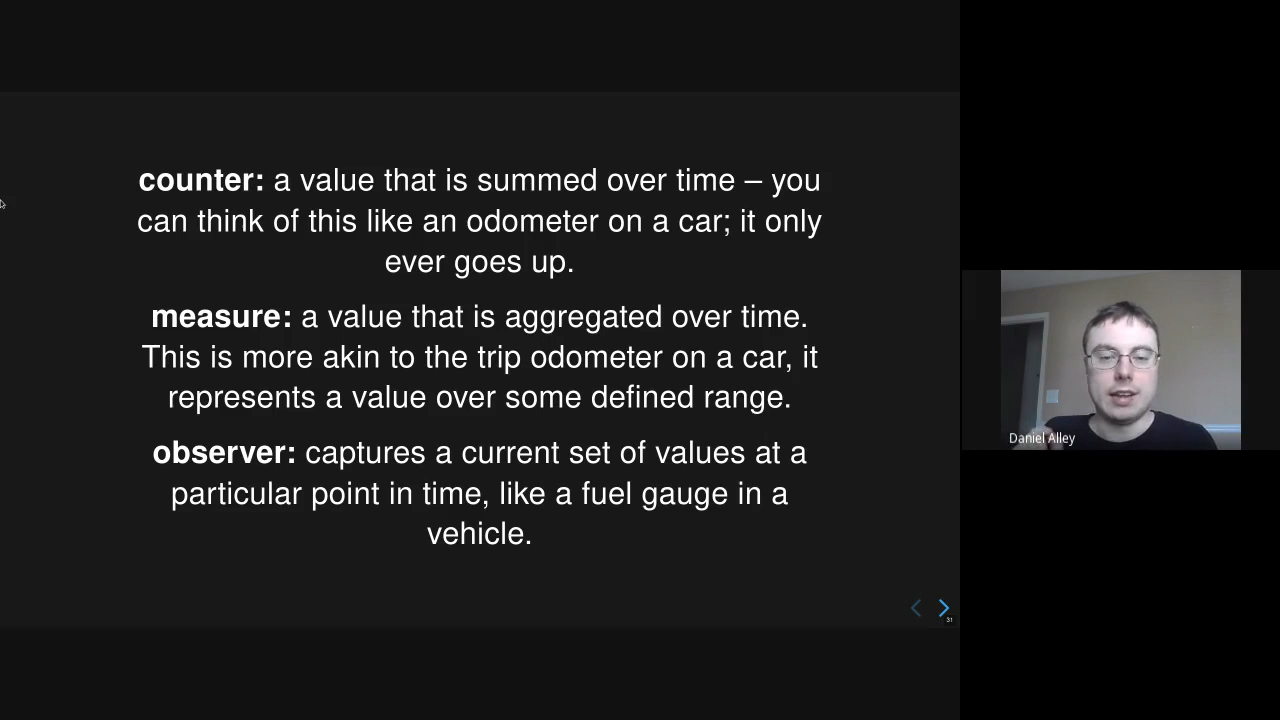 counter: a value that is summed over time – you
can think of this like an odometer on a car; it only
ever goes up.
measure: a value that is aggregated over time.
This is more akin to the trip odometer on a car, it
represents a value over some defined range.
observer: captures a current set of values at a
particular point in time, like a fuel gauge in a
vehicle.
31
Daniel Alley